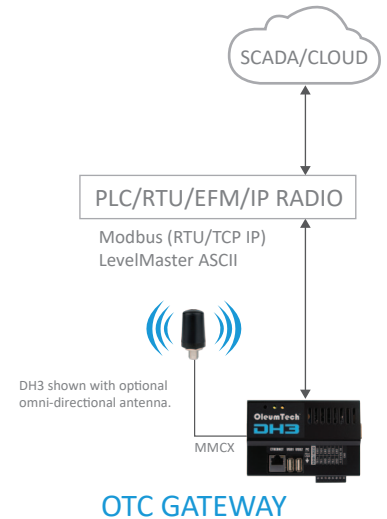 SCADA/CLOUD
PLC/RTU/EFM/IP RADIO
Modbus (RTU/TCP IP)
LevelMaster ASCII
DH3 shown with optional
omni-directional antenna.
MMCX
OleumTech
DH3
ETHERNET
OTC GATEWAY